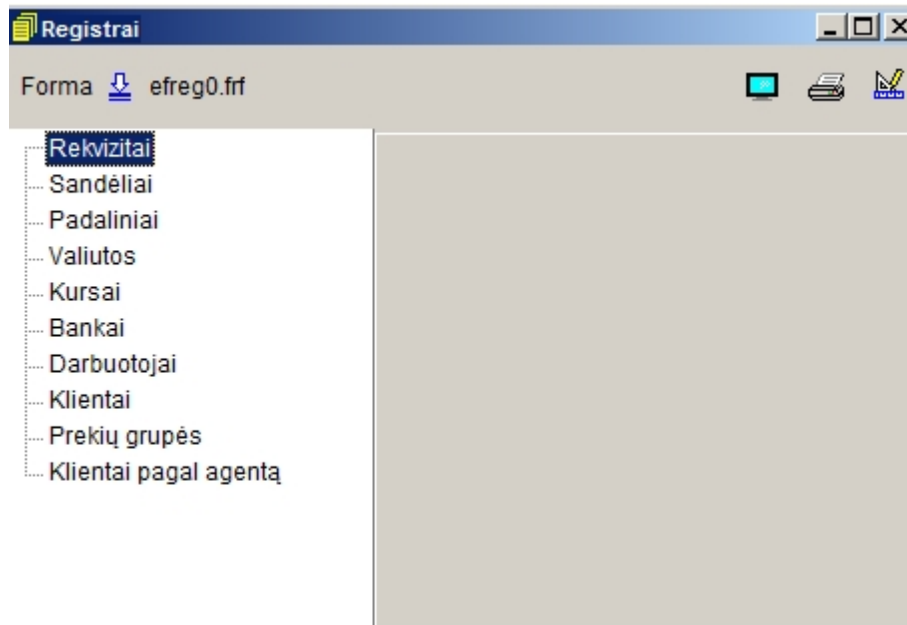 Registrai
Forma efreg0.frf
Rekvizitai
Sandėliai
Padaliniai
Valiutos
Kursai
Bankai
Darbuotojai
Klientai
Prekių grupės
Klientai pagal agentą